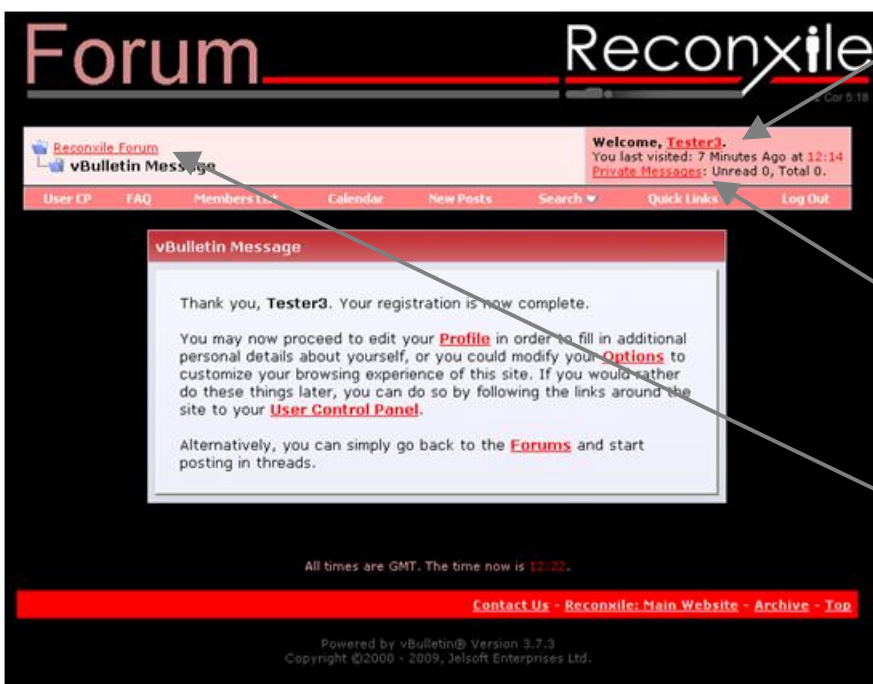 Forum
Reconxile
2 Cor 5:18
Reconxile Forum
vBulletin Message
Welcome, Tester3.
You last visited: 7 Minutes Ago at 12:14
Private Messages: Unread 0, Total 0.
User CP FAQ Members List Calendar New Posts Search Quick Links Log Out
vBulletin Message
Thank you, Tester3. Your registration is now complete.
You may now proceed to edit your Profile in order to fill in additional
personal details about yourself, or you could modify your Options to
customize your browsing experience of this site. If you would rather
do these things later, you can do so by following the links around the
site to your User Control Panel.
Alternatively, you can simply go back to the Forums and start
posting in threads.
All times are GMT. The time now is 12:22.
Contact Us - Reconxile: Main Website - Archive - Top
Powered by vBulletin® Version 3.7.3
Copyright ©2000 - 2009, Jelsoft Enterprises Ltd.